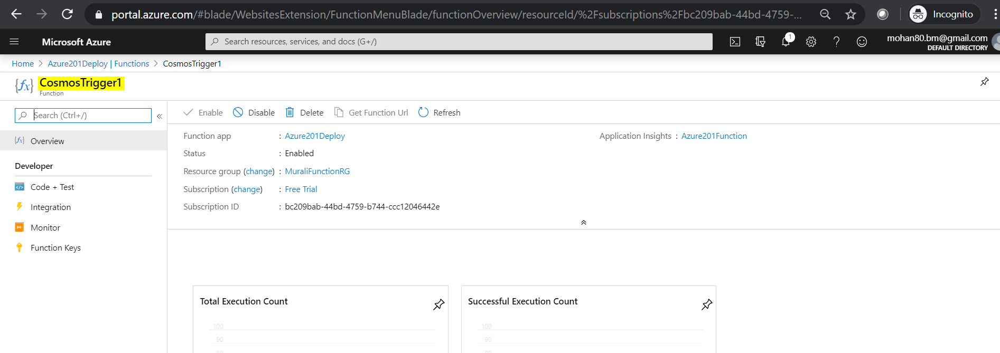 portal.azure.com/#blade/WebsitesExtension/FunctionMenuBlade/functionOverview/resourceId/%2Fsubscriptions%2Fbc209bab-44bd-4759-... Incognito
Microsoft Azure Search resources, services, and docs (G+/) 1 mohan80.bm@gmail.com
DEFAULT DIRECTORY
Home > Azure201Deploy | Functions > CosmosTrigger1
{fx} CosmosTrigger1
Function
Search (Ctrl+/) «
Enable Disable Delete Get Function Url Refresh
Overview
Developer
Code + Test
Integration
Monitor
Function Keys
Function app : Azure201Deploy
Application Insights : Azure201Function
Status : Enabled
Resource group (change) : MuraliFunctionRG
Subscription (change) : Free Trial
Subscription ID : bc209bab-44bd-4759-b744-ccc12046442e
Total Execution Count
100
90
80
Successful Execution Count
100
90
80